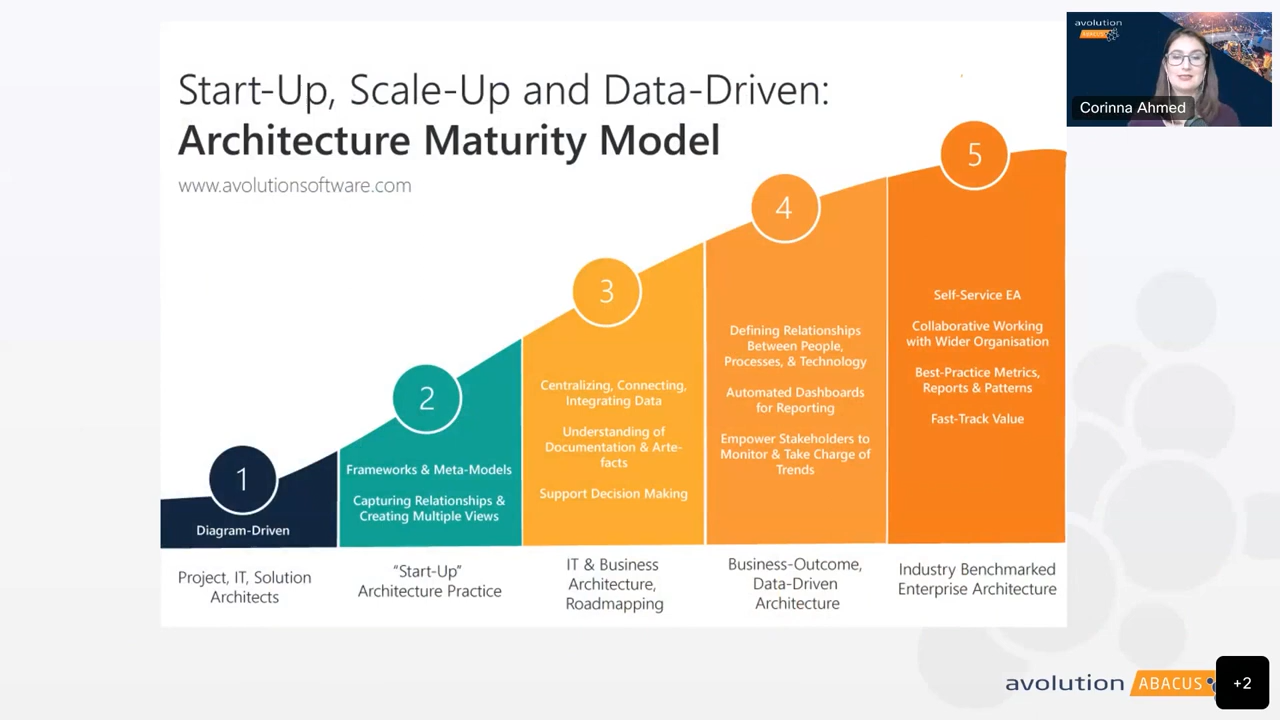 Start-Up, Scale-Up and Data-Driven:
Architecture Maturity Model
www.avolutionsoftware.com
avolution
ABACUS
Corinna Ahmed
1
Diagram-Driven
Project, IT, Solution
Architects
2
Frameworks & Meta-Models
Capturing Relationships &
Creating Multiple Views
“Start-Up”
Architecture Practice
3
Centralizing, Connecting,
Integrating Data
Understanding of
Documentation & Arte-
facts
Support Decision Making
IT & Business
Architecture,
Roadmapping
4
Defining Relationships
Between People,
Processes, & Technology
Automated Dashboards
for Reporting
Empower Stakeholders to
Monitor & Take Charge of
Trends
Business-Outcome,
Data-Driven
Architecture
5
Self-Service EA
Collaborative Working
with Wider Organisation
Best-Practice Metrics,
Reports & Patterns
Fast-Track Value
Industry Benchmarked
Enterprise Architecture
avolution ABACUS
+2